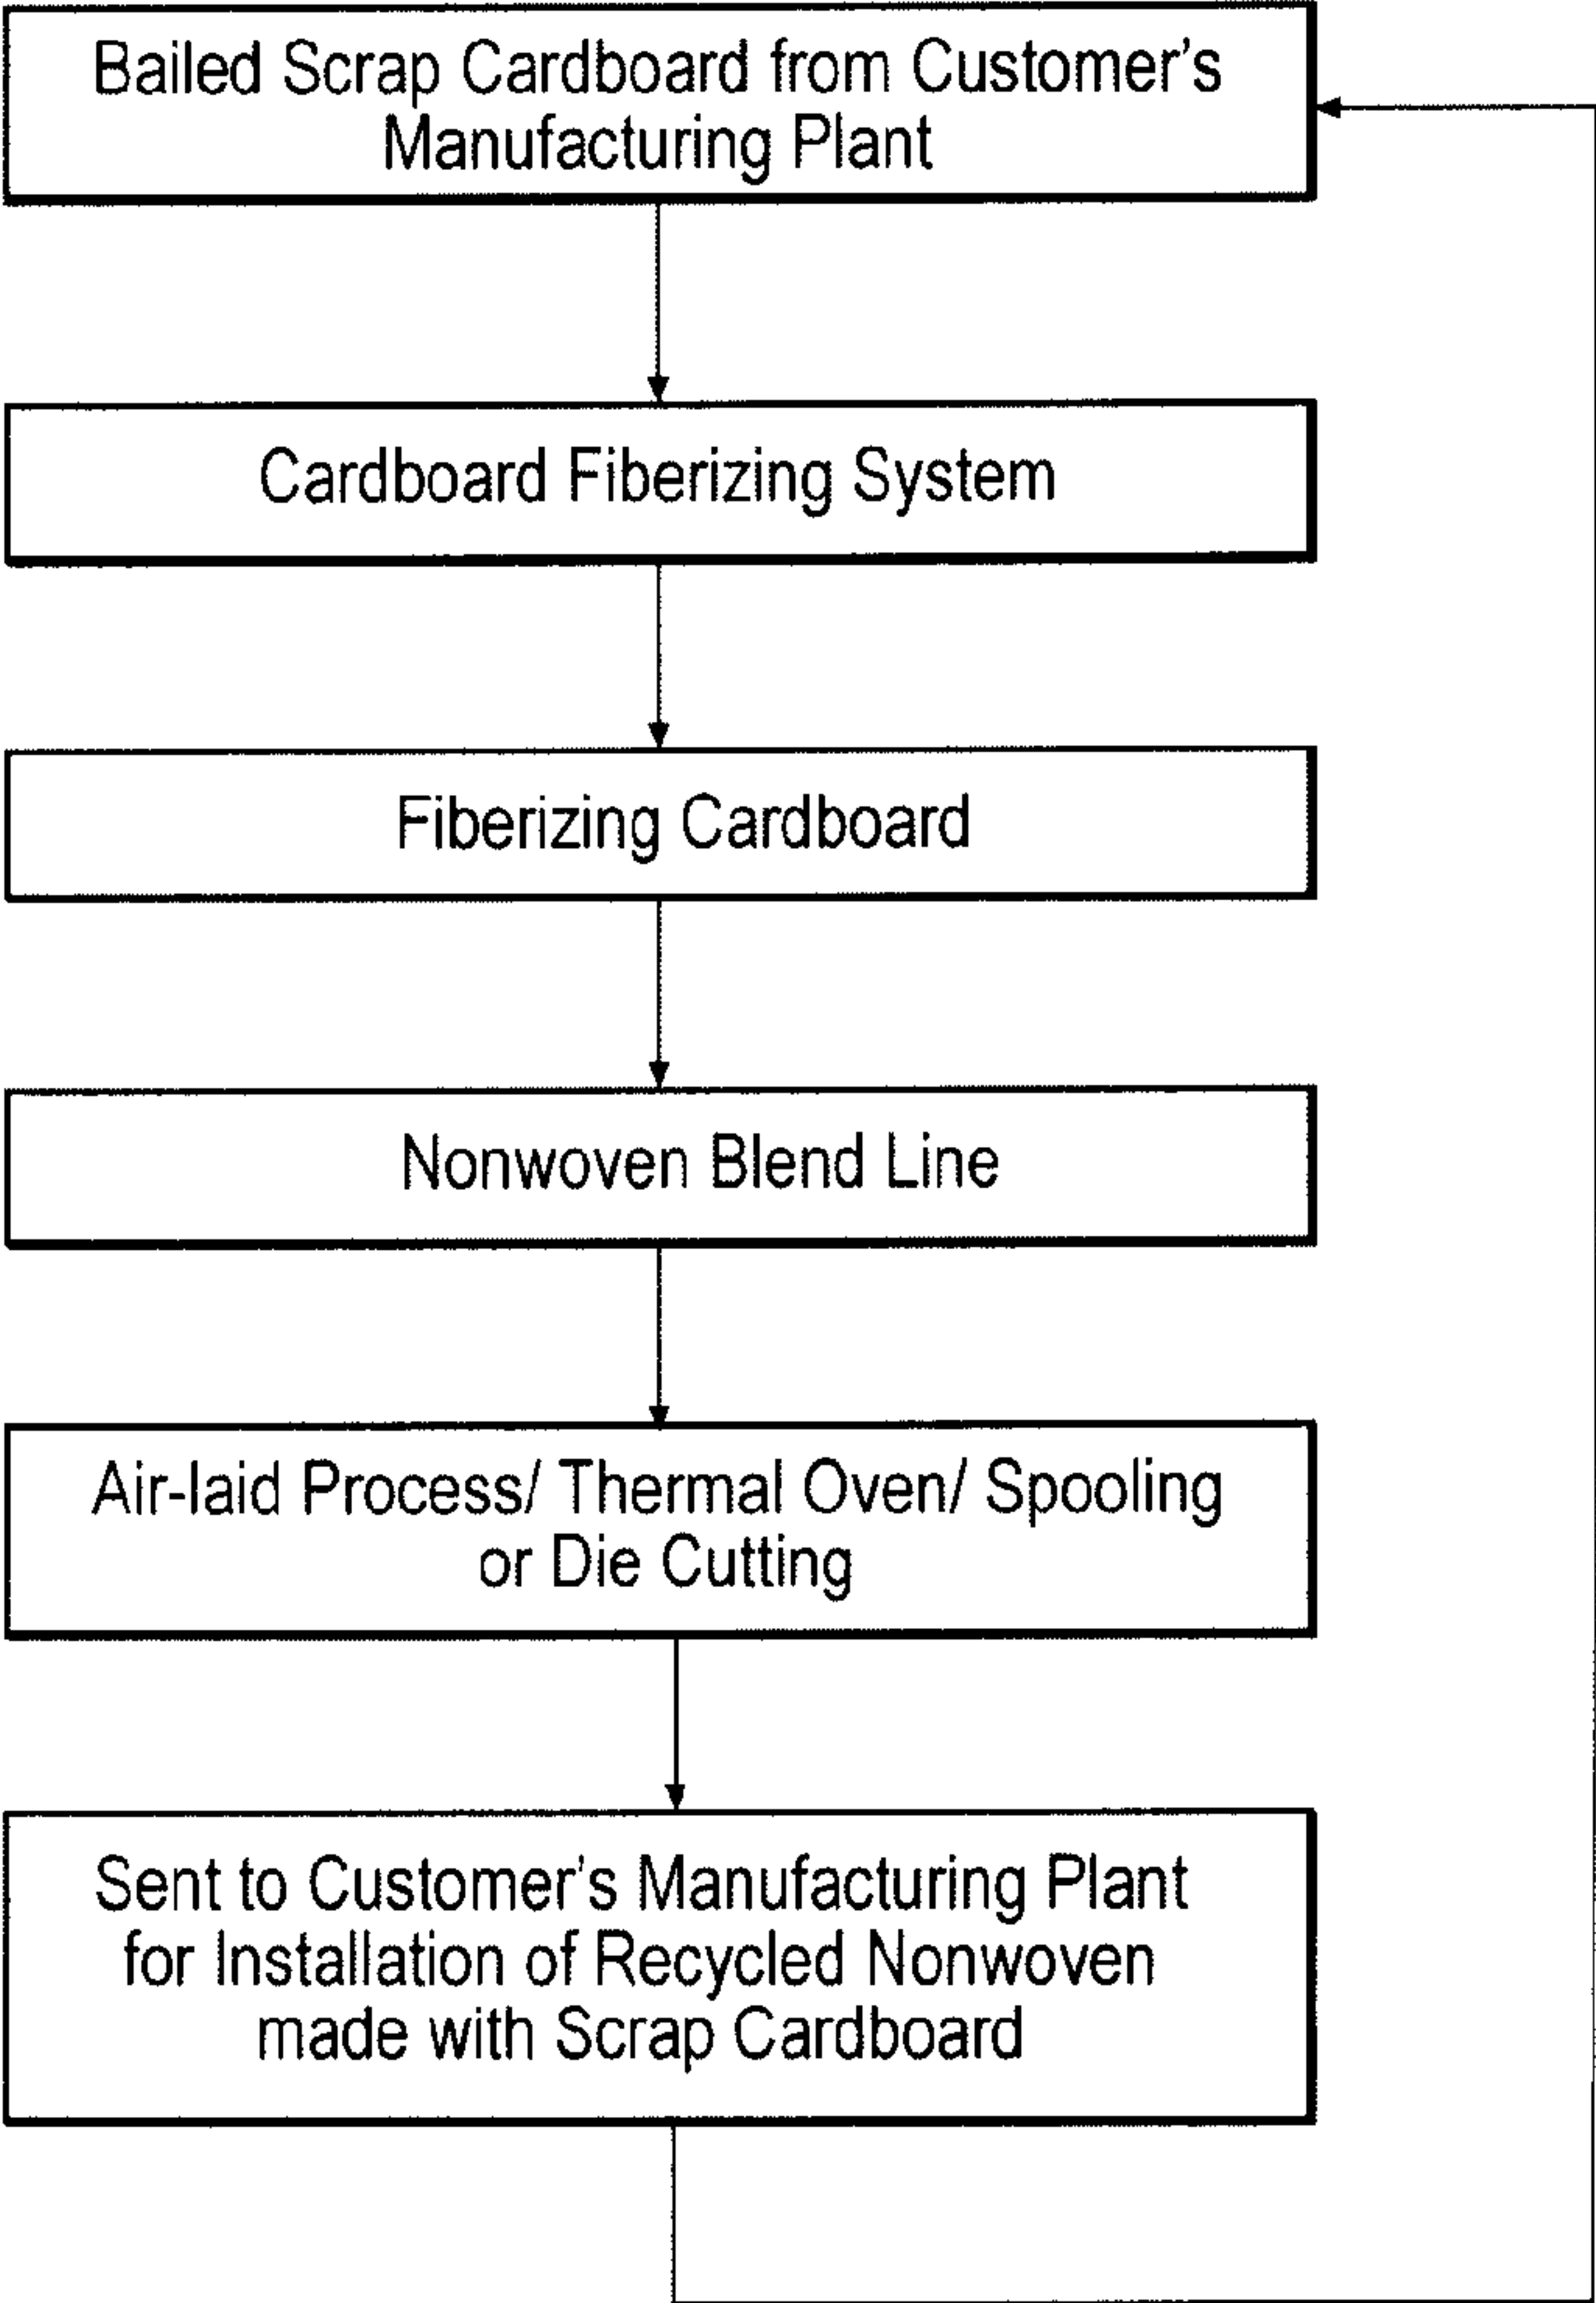 Bailed Scrap Cardboard from Customer's
Manufacturing Plant
Cardboard Fiberizing System
Fiberizing Cardboard
Nonwoven Blend Line
Air-laid Process/ Thermal Oven/ Spooling
or Die Cutting
Sent to Customer's Manufacturing Plant
for Installation of Recycled Nonwoven
made with Scrap Cardboard